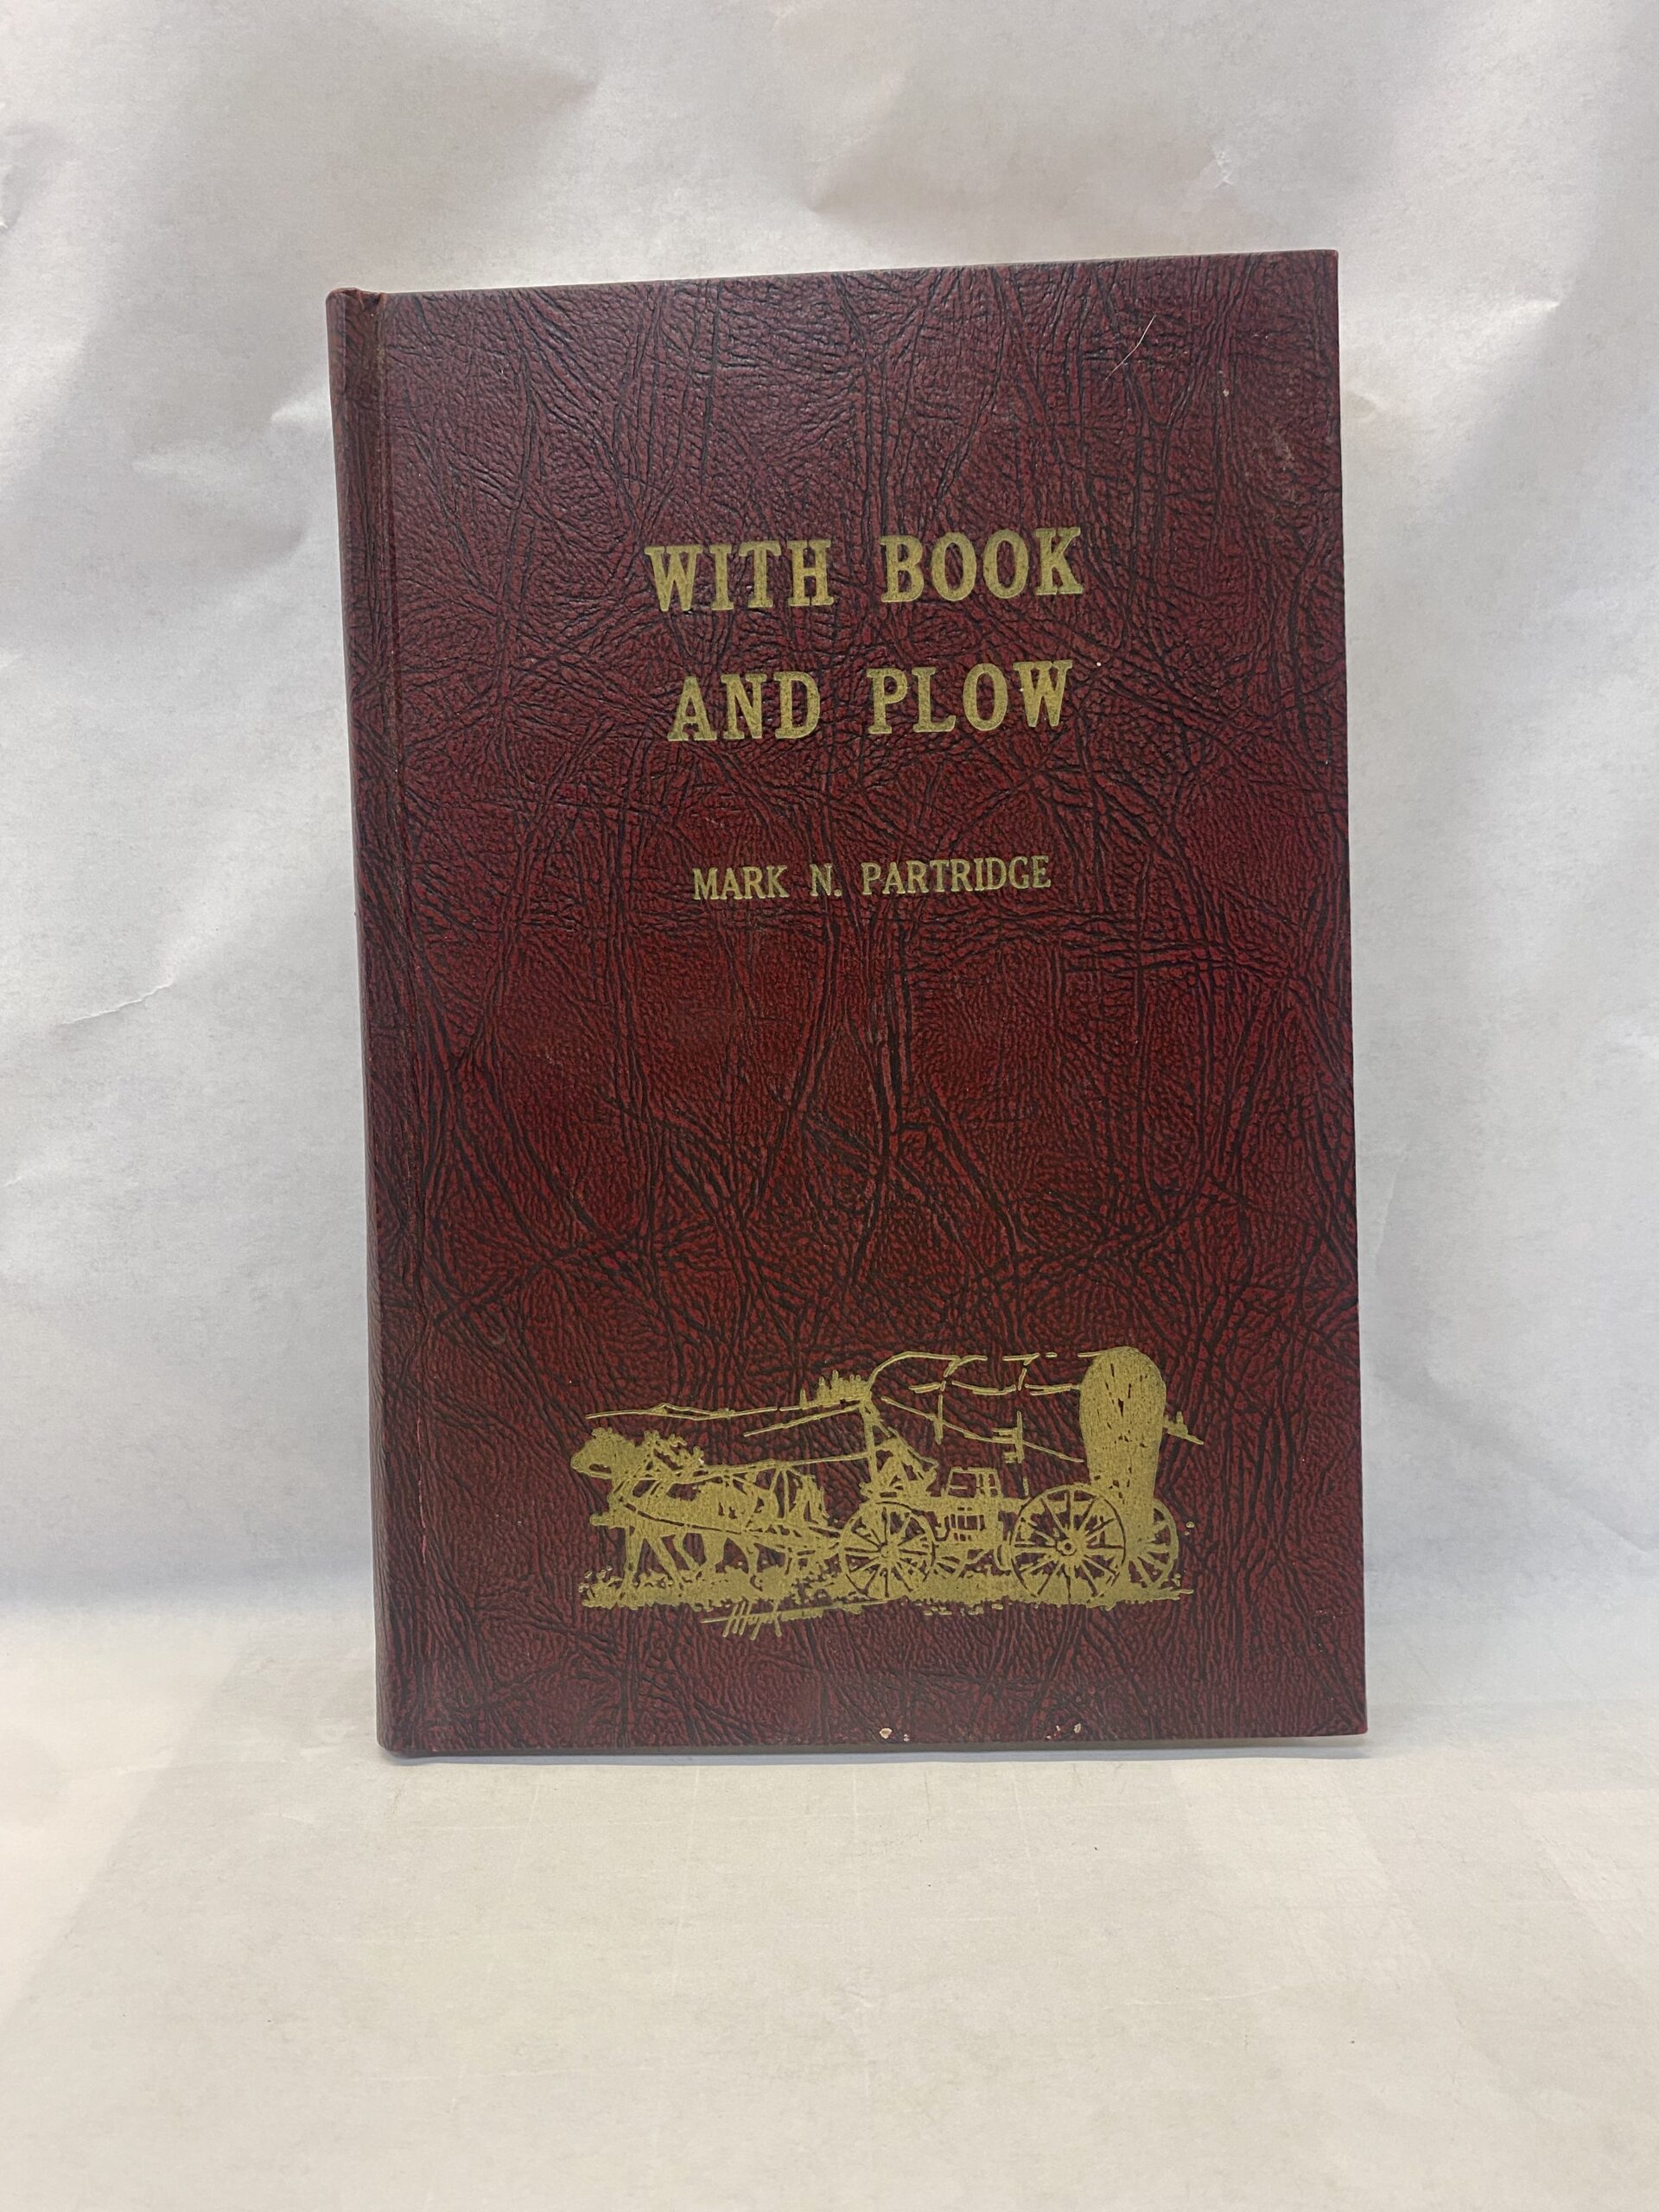 WITH BOOK
AND PLOW
MARK N. PARTRIDGE